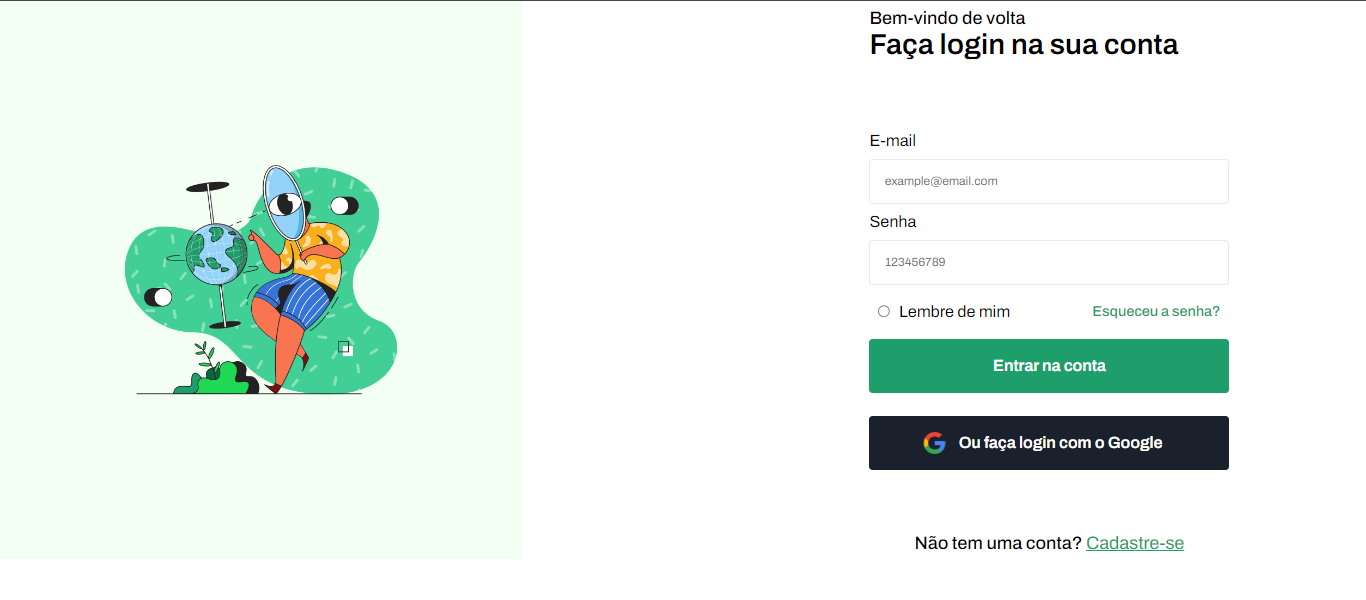 Bem-vindo de volta
Faça login na sua conta
E-mail
example@email.com
Senha
123456789
Lembre de mim
Esqueceu a senha?
Entrar na conta
Ou faça login com o Google
Não tem uma conta? Cadastre-se